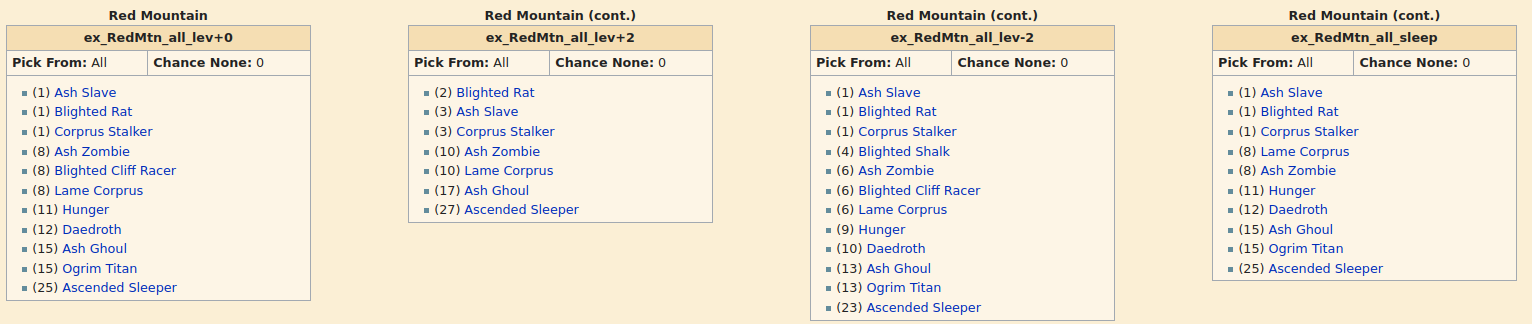 Red Mountain
ex_RedMtn_all_lev+0
Pick From: All
Chance None: 0
(1) Ash Slave
(1) Blighted Rat
(1) Corprus Stalker
(8) Ash Zombie
(8) Blighted Cliff Racer
(8) Lame Corprus
(11) Hunger
(12) Daedroth
(15) Ash Ghoul
(15) Ogrim Titan
(25) Ascended Sleeper
Red Mountain (cont.)
ex_RedMtn_all_lev+2
Pick From: All
Chance None: 0
(2) Blighted Rat
(3) Ash Slave
(3) Corprus Stalker
(10) Ash Zombie
(10) Lame Corprus
(17) Ash Ghoul
(27) Ascended Sleeper
Red Mountain (cont.)
ex_RedMtn_all_lev-2
Pick From: All
Chance None: 0
(1) Ash Slave
(1) Blighted Rat
(1) Corprus Stalker
(4) Blighted Shalk
(6) Ash Zombie
(6) Blighted Cliff Racer
(6) Lame Corprus
(9) Hunger
(10) Daedroth
(13) Ash Ghoul
(13) Ogrim Titan
(23) Ascended Sleeper
Red Mountain (cont.)
ex_RedMtn_all_sleep
Pick From: All
Chance None: 0
(1) Ash Slave
(1) Blighted Rat
(1) Corprus Stalker
(8) Lame Corprus
(8) Ash Zombie
(11) Hunger
(12) Daedroth
(15) Ash Ghoul
(15) Ogrim Titan
(25) Ascended Sleeper